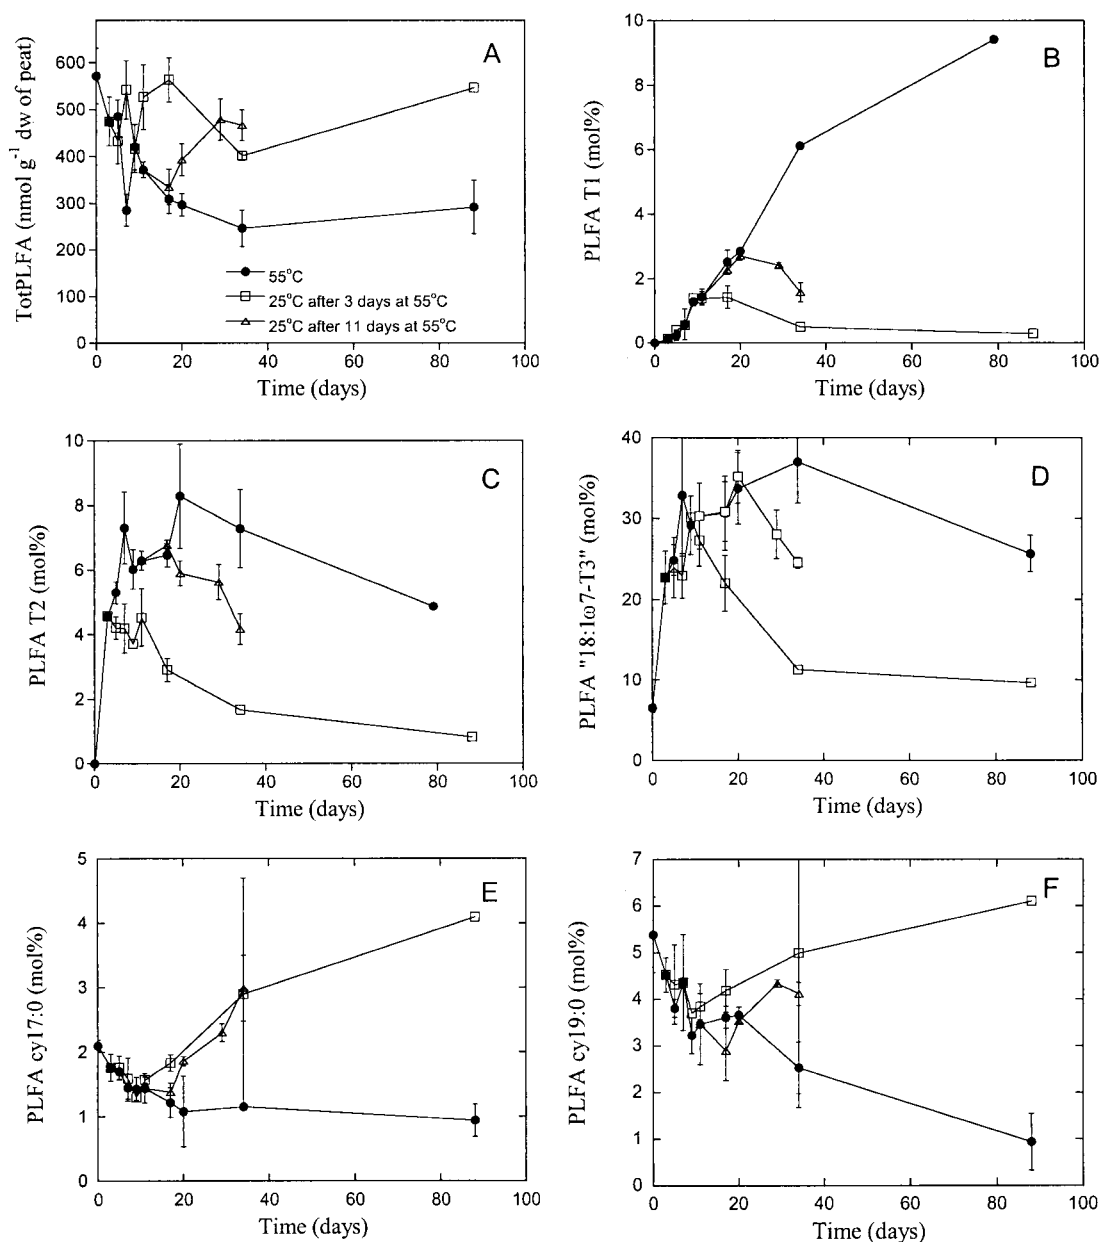 A
TotPLFA (nmol g⁻¹ dw of peat)
600
500
400
300
200
100
0
55°C
25°C after 3 days at 55°C
25°C after 11 days at 55°C
0 20 40 60 80 100
Time (days)
B
PLFA T1 (mol%)
10
8
6
4
2
0
0 20 40 60 80 100
Time (days)
C
PLFA T2 (mol%)
10
8
6
4
2
0
0 20 40 60 80 100
Time (days)
D
PLFA "18:1ω7-T3" (mol%)
40
30
20
10
0
0 20 40 60 80 100
Time (days)
E
PLFA cy17:0 (mol%)
5
4
3
2
1
0
0 20 40 60 80 100
Time (days)
F
PLFA cy19:0 (mol%)
7
6
5
4
3
2
1
0
0 20 40 60 80 100
Time (days)